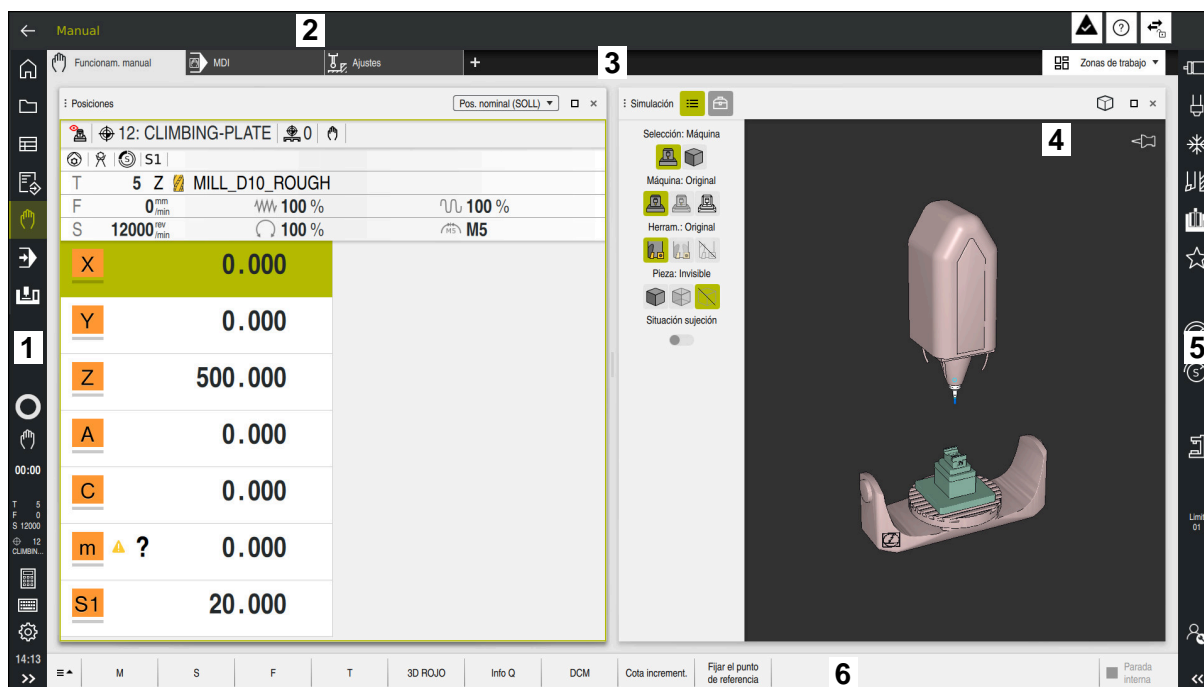 Manual
2
Funcionam. manual
MDI
Ajustes
+
3
Zonas de trabajo
Posiciones
Pos. nominal (SOLL)
12: CLIMBING-PLATE
0
S1
T 5 Z MILL_D10_ROUGH
F 0 mm/min 100 % 100 %
S 12000 rev/min 100 % M5
X 0.000
Y 0.000
Z 500.000
A 0.000
C 0.000
m ? 0.000
S1 20.000
Simulación
4
Selección: Máquina
Máquina: Original
Herram.: Original
Pieza: Invisible
Situación sujeción
1
00:00
T 5
F 0
S 12000
12
CLIMBIN...
14:13
5
S
Limit
01
M
S
F
T
3D ROJO
Info Q
DCM
Cota increment.
Fijar el punto
de referencia
6
Parada
interna